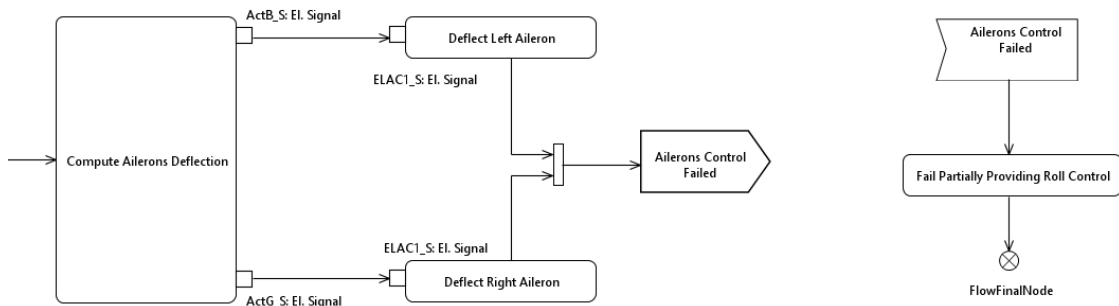 ActB_S: El. Signal
Deflect Left Aileron
ELAC1_S: El. Signal
Compute Ailerons Deflection
Ailerons Control
Failed
ELAC1_S: El. Signal
Deflect Right Aileron
ActG_S: El. Signal
Ailerons Control
Failed
Fail Partially Providing Roll Control
FlowFinalNode